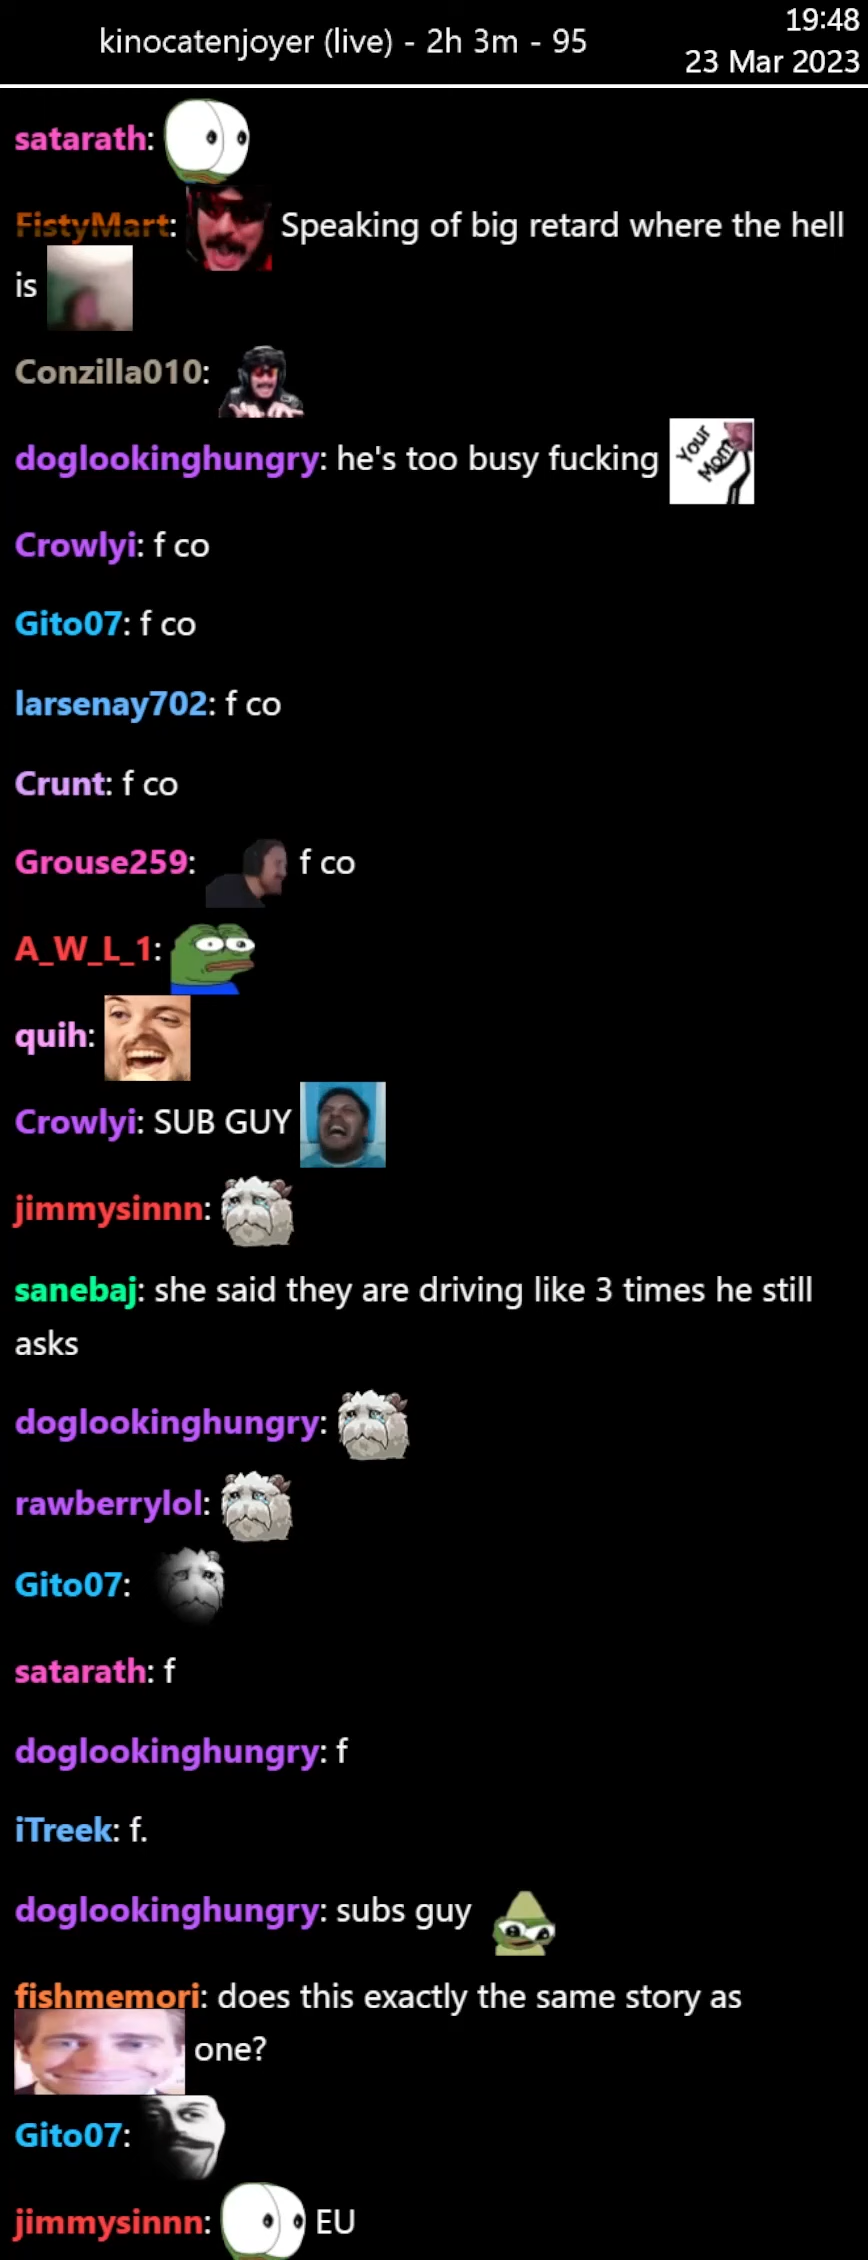 kinocatenjoyer (live) - 2h 3m - 95
19:48
23 Mar 2023
satarath:
FistyMart: Speaking of big retard where the hell
is
Conzilla010:
doglookinghungry: he's too busy fucking
Your
Mom
Crowlyi: f co
Gito07: f co
larsenay702: f co
Crunt: f co
Grouse259: f co
A_W_L_1:
quih:
Crowlyi: SUB GUY
jimmysinnn:
sanebaj: she said they are driving like 3 times he still
asks
doglookinghungry:
rawberrylol:
Gito07:
satarath: f
doglookinghungry: f
iTreek: f.
doglookinghungry: subs guy
fishmemori: does this exactly the same story as
one?
Gito07:
jimmysinnn: EU